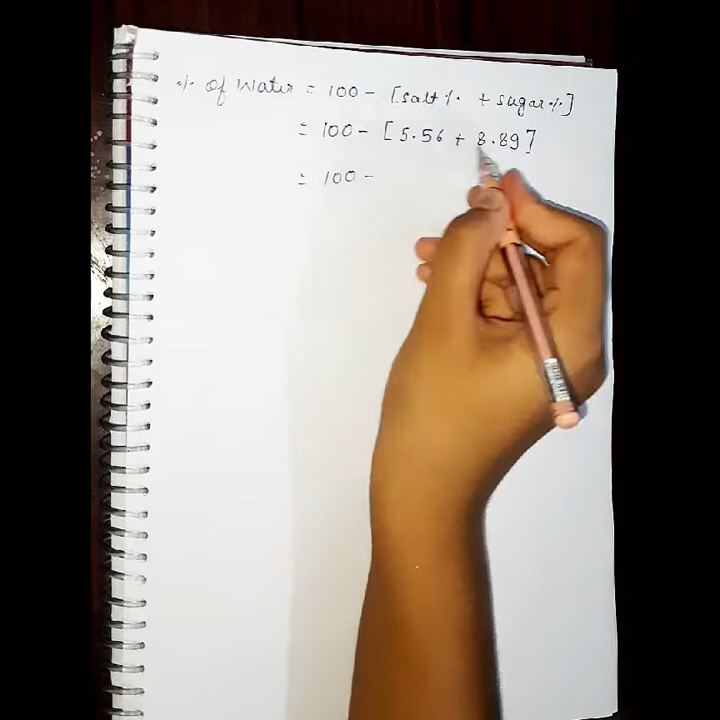 % of Water = 100 - [salt % + sugar %]
= 100 - [5.56 + 8.89]
= 100 -